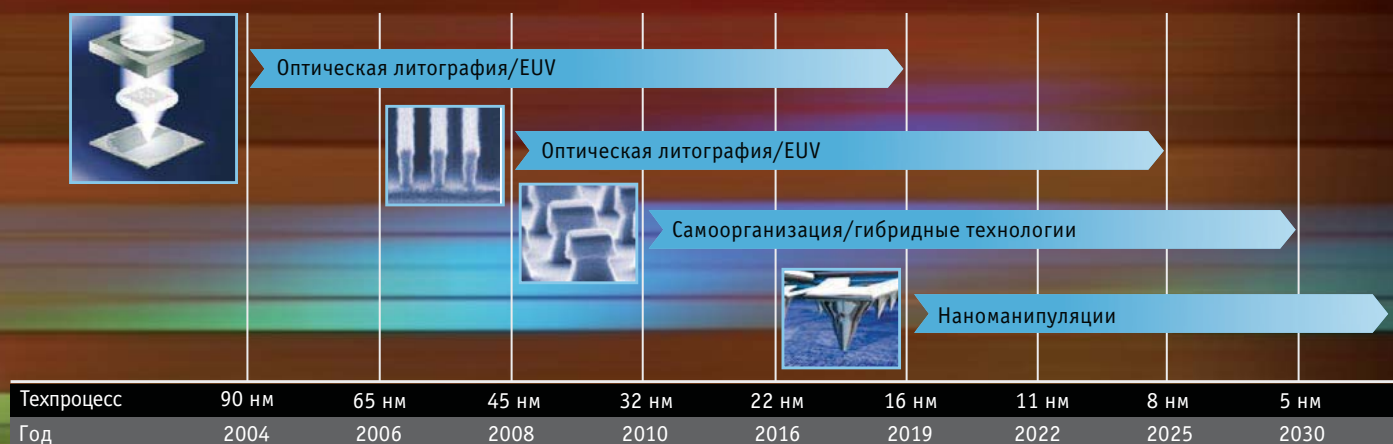 Оптическая литография/EUV
Оптическая литография/EUV
Самоорганизация/гибридные технологии
Наноманипуляции
Техпроцесс 90 нм 65 нм 45 нм 32 нм 22 нм 16 нм 11 нм 8 нм 5 нм
Год 2004 2006 2008 2010 2016 2019 2022 2025 2030